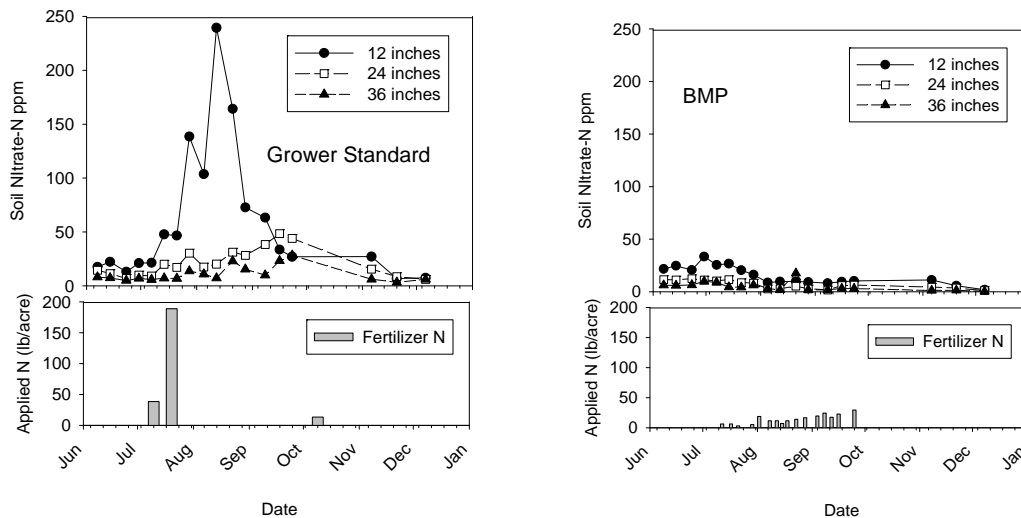 250
200
150
100
50
0
Soil NItrate-N ppm
12 inches
24 inches
36 inches
Grower Standard
200
150
100
50
0
Applied N (lb/acre)
Fertilizer N
Jun
Jul
Aug
Sep
Oct
Nov
Dec
Jan
Date
250
200
150
100
50
0
Soil NItrate-N ppm
12 inches
24 inches
36 inches
BMP
200
150
100
50
0
Applied N (lb/acre)
Fertilizer N
Jun
Jul
Aug
Sep
Oct
Nov
Dec
Jan
Date